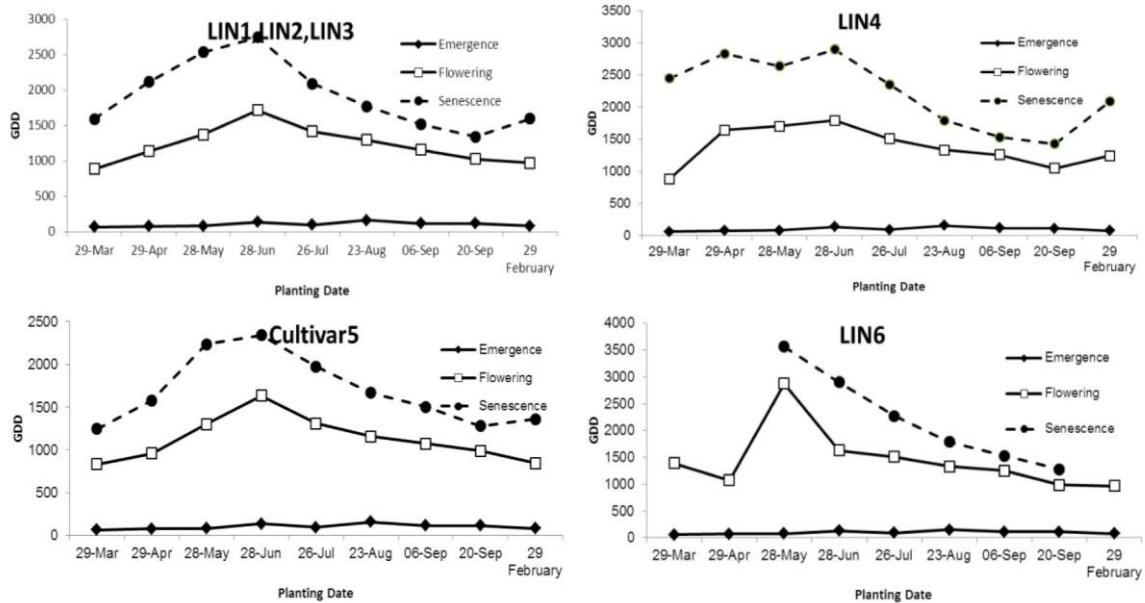 LIN1,LIN2,LIN3
3000
2500
2000
1500
1000
500
0
GDD
Emergence
Flowering
Senescence
29-Mar 29-Apr 28-May 28-Jun 26-Jul 23-Aug 06-Sep 20-Sep 29
February
Planting Date
LIN4
3500
3000
2500
2000
1500
1000
500
0
GDD
Emergence
Flowering
Senescence
29-Mar 29-Apr 28-May 28-Jun 26-Jul 23-Aug 06-Sep 20-Sep 29
February
Planting Date
Cultivar5
2500
2000
1500
1000
500
0
GDD
Emergence
Flowering
Senescence
29-Mar 29-Apr 28-May 28-Jun 26-Jul 23-Aug 06-Sep 20-Sep 29
February
Planting Date
LIN6
4000
3500
3000
2500
2000
1500
1000
500
0
GDD
Emergence
Flowering
Senescence
29-Mar 29-Apr 28-May 28-Jun 26-Jul 23-Aug 06-Sep 20-Sep 29
February
Planting Date